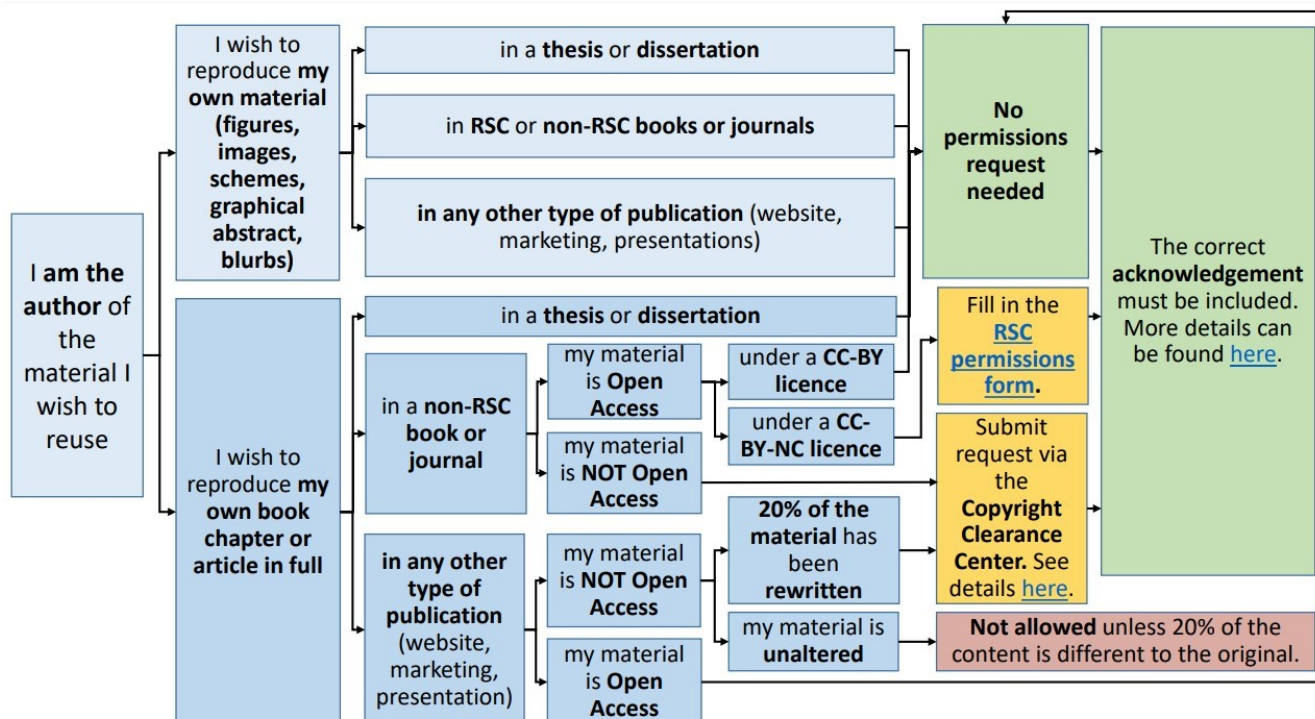 I am the
author of
the
material I
wish to
reuse
I wish to
reproduce my
own material
(figures,
images,
schemes,
graphical
abstract,
blurbs)
in a thesis or dissertation
in RSC or non-RSC books or journals
in any other type of publication (website,
marketing, presentations)
I wish to
reproduce my
own book
chapter or
article in full
in a thesis or dissertation
in a non-RSC
book or
journal
my material
is Open
Access
under a CC-BY
licence
under a CC-
BY-NC licence
my material
is NOT Open
Access
in any other
type of
publication
(website,
marketing,
presentation)
my material
is NOT Open
Access
20% of the
material has
been
rewritten
my material is
unaltered
my material
is Open
Access
No
permissions
request
needed
Fill in the
RSC
permissions
form.
Submit
request via
the
Copyright
Clearance
Center. See
details here.
Not allowed unless 20% of the
content is different to the original.
The correct
acknowledgement
must be included.
More details can
be found here.